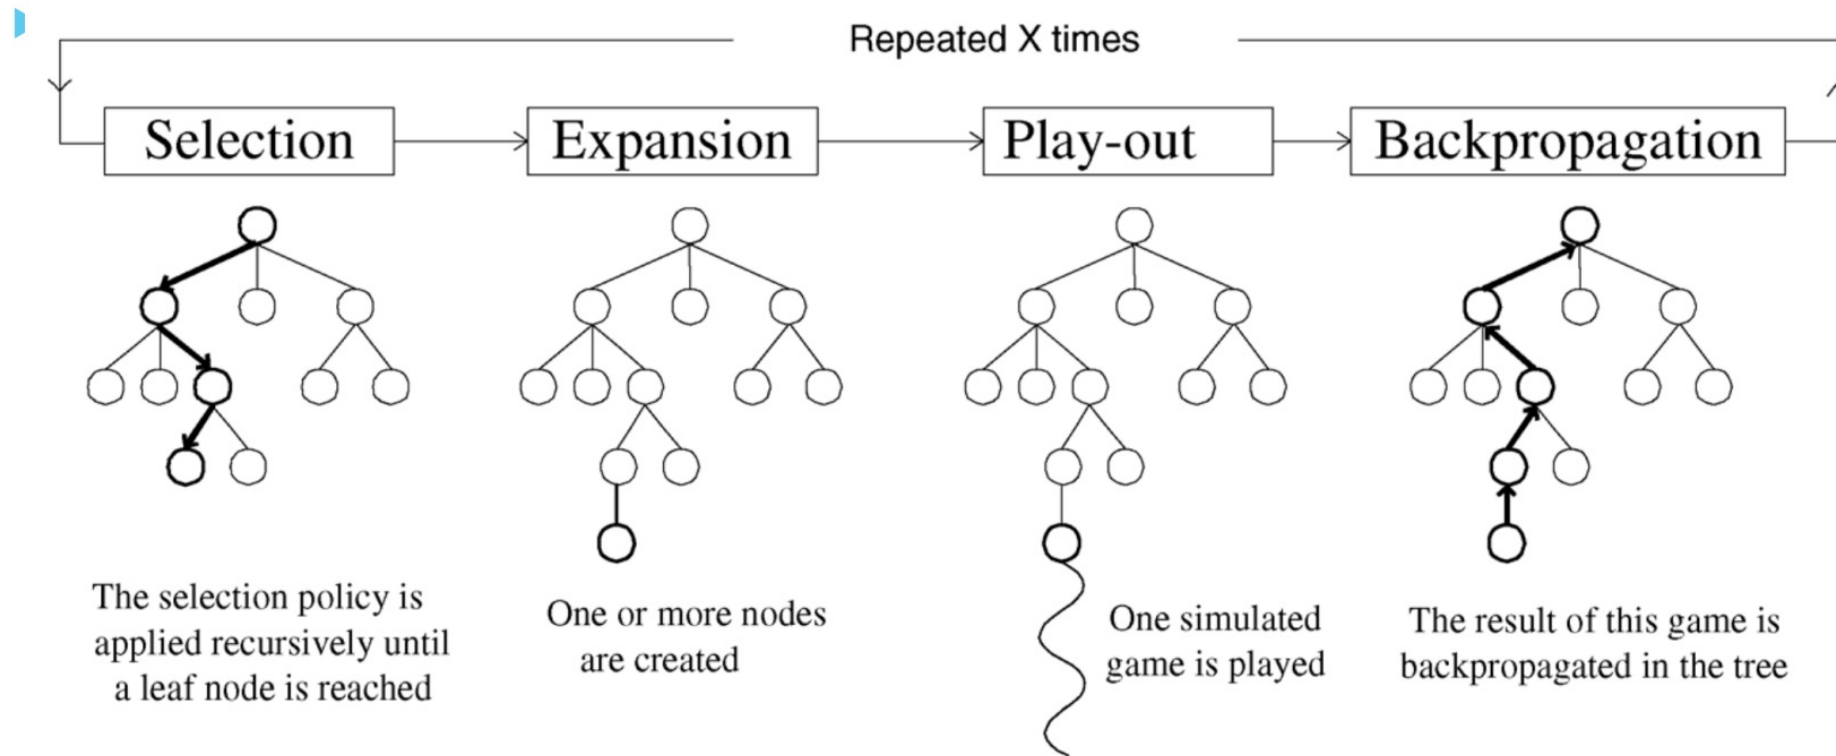 Repeated X times
Selection
Expansion
Play-out
Backpropagation
The selection policy is
applied recursively until
a leaf node is reached
One or more nodes
are created
One simulated
game is played
The result of this game is
backpropagated in the tree